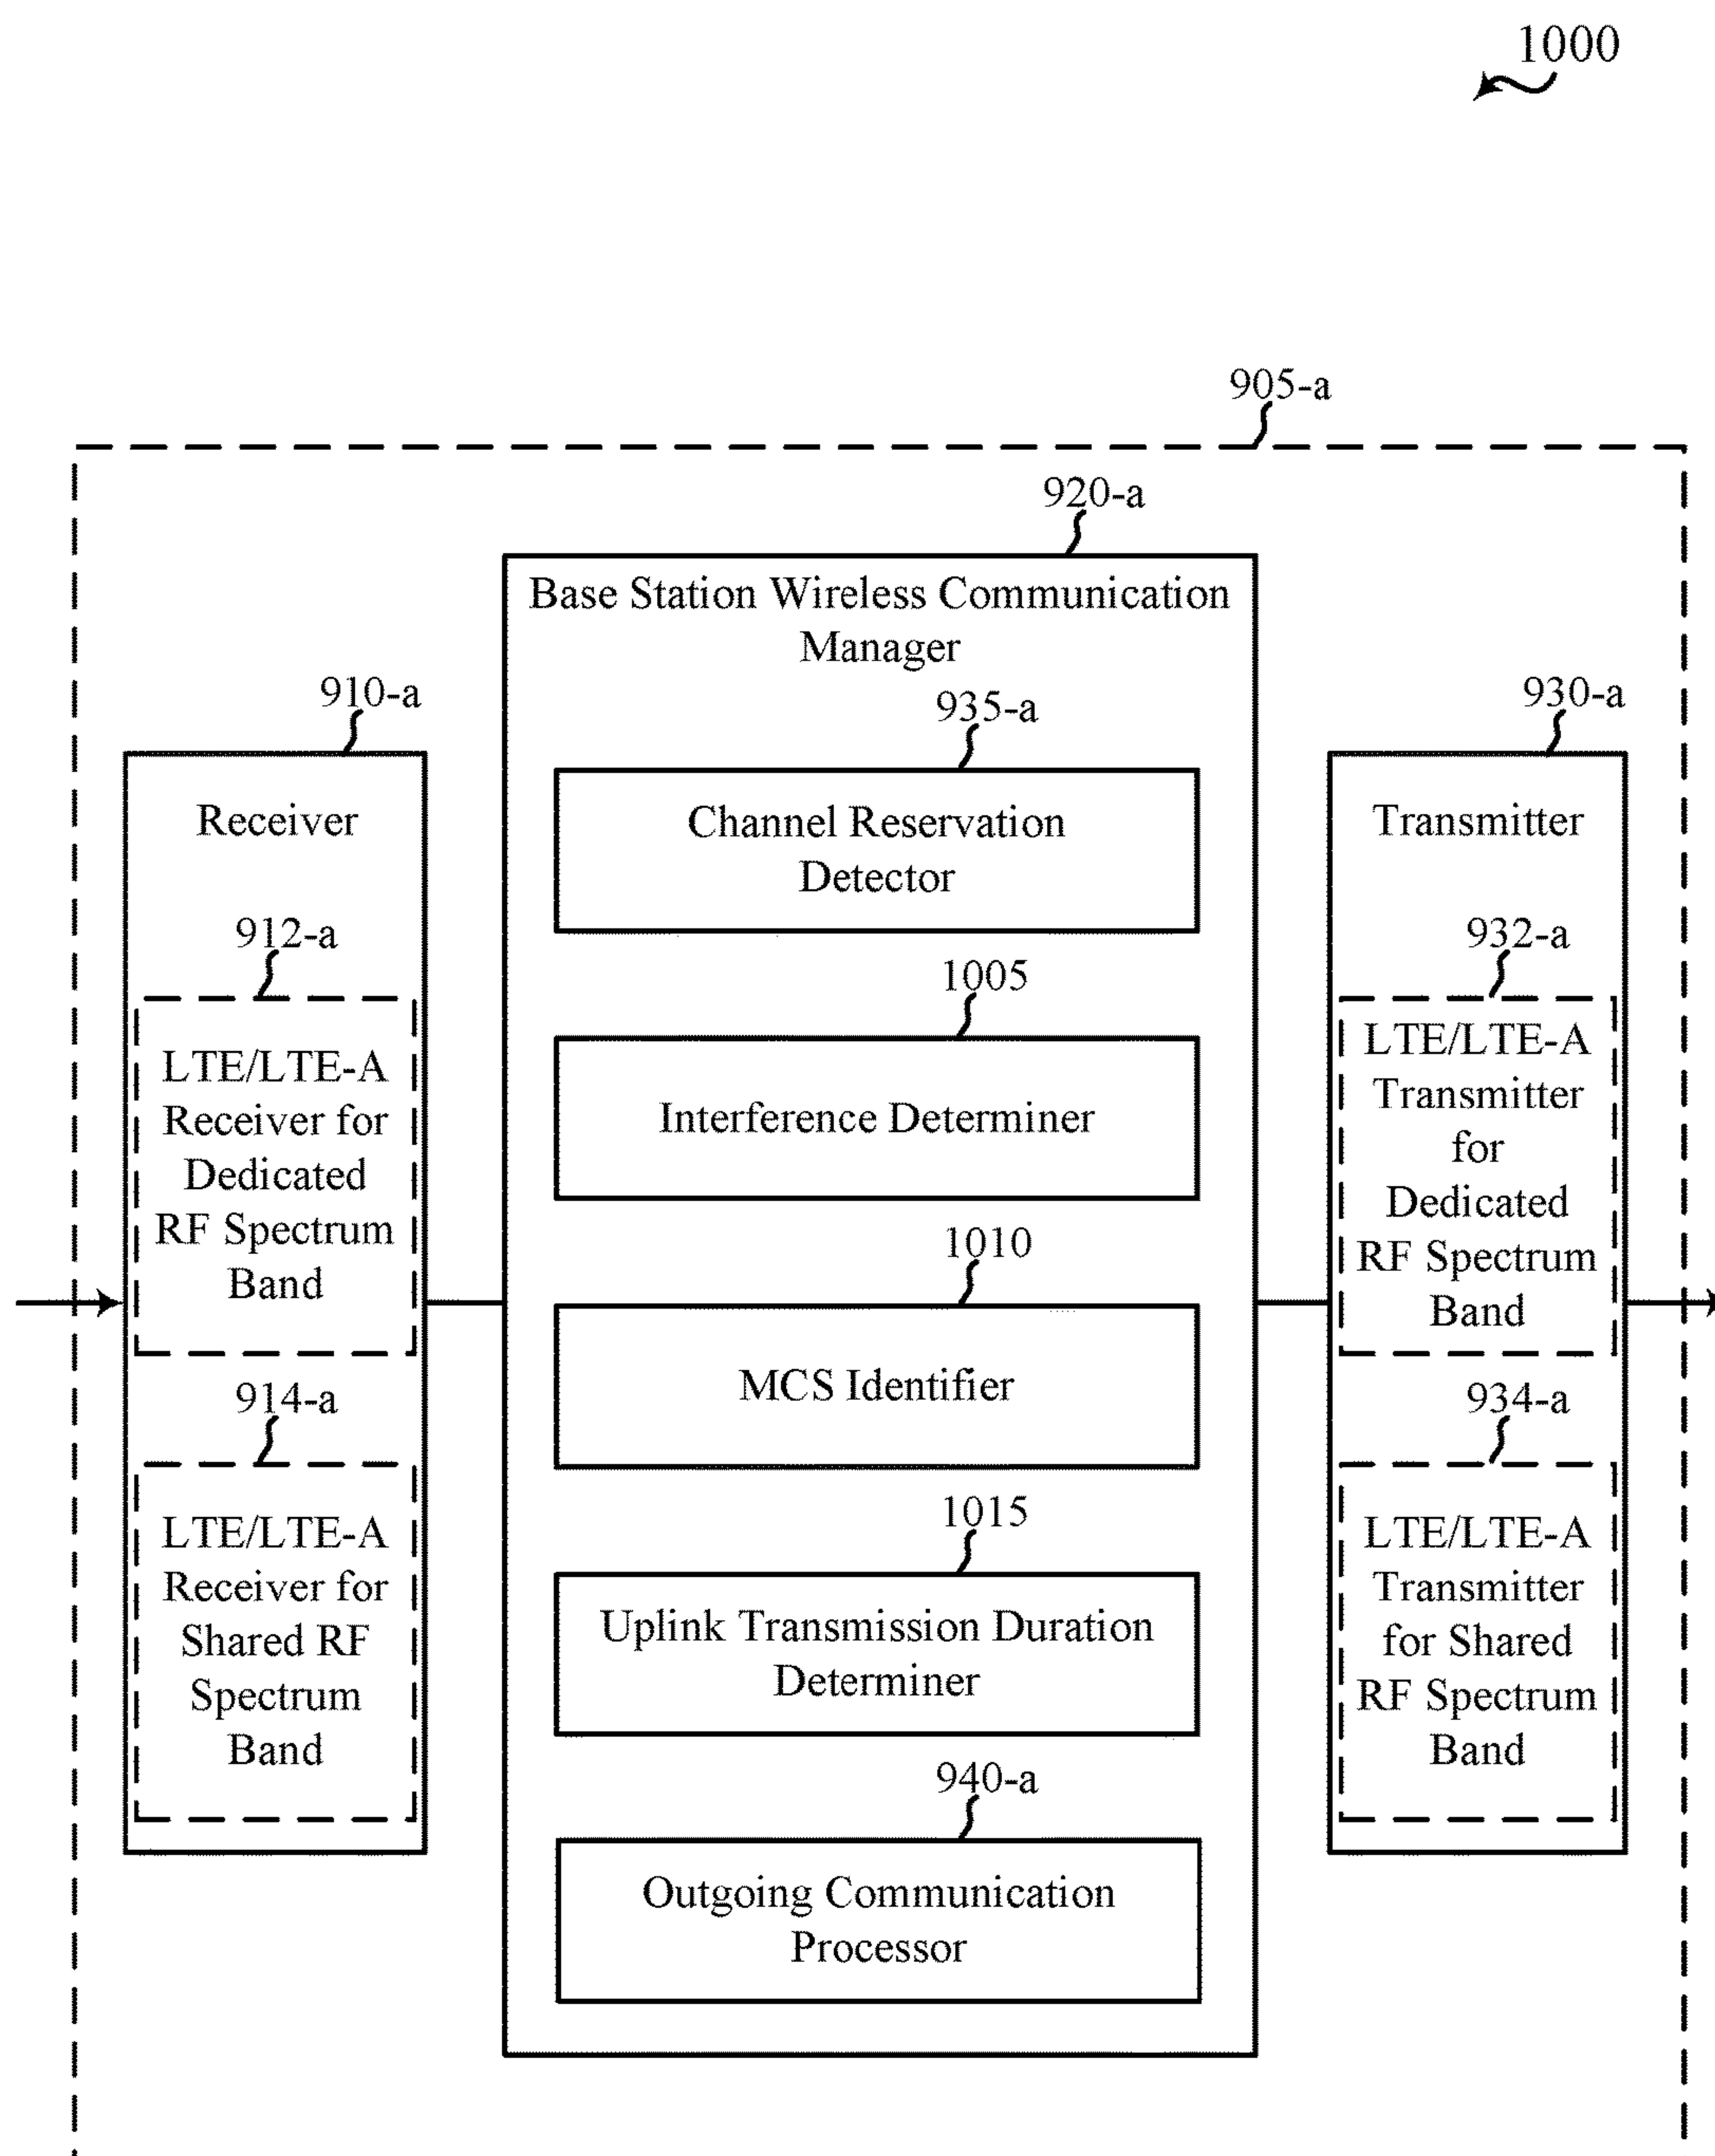 1000
905-a
920-a
Base Station Wireless Communication
Manager
910-a
Receiver
912-a
LTE/LTE-A
Receiver for
Dedicated
RF Spectrum
Band
914-a
LTE/LTE-A
Receiver for
Shared RF
Spectrum
Band
935-a
Channel Reservation
Detector
1005
Interference Determiner
1010
MCS Identifier
1015
Uplink Transmission Duration
Determiner
940-a
Outgoing Communication
Processor
930-a
Transmitter
932-a
LTE/LTE-A
Transmitter
for
Dedicated
RF Spectrum
Band
934-a
LTE/LTE-A
Transmitter
for Shared
RF Spectrum
Band